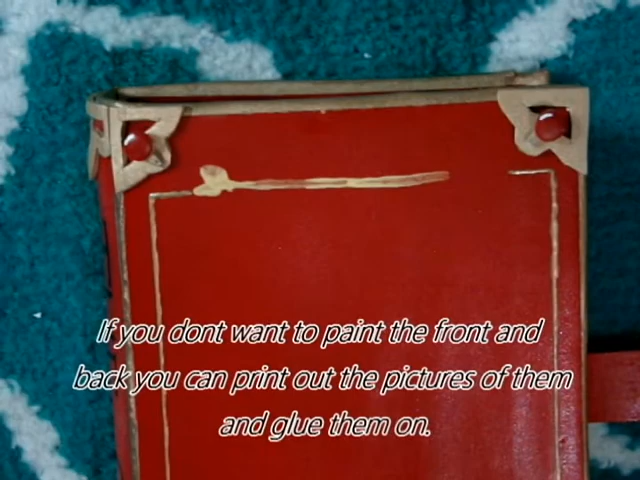 If you dont want to paint the front and
back you can print out the pictures of them
and glue them on.